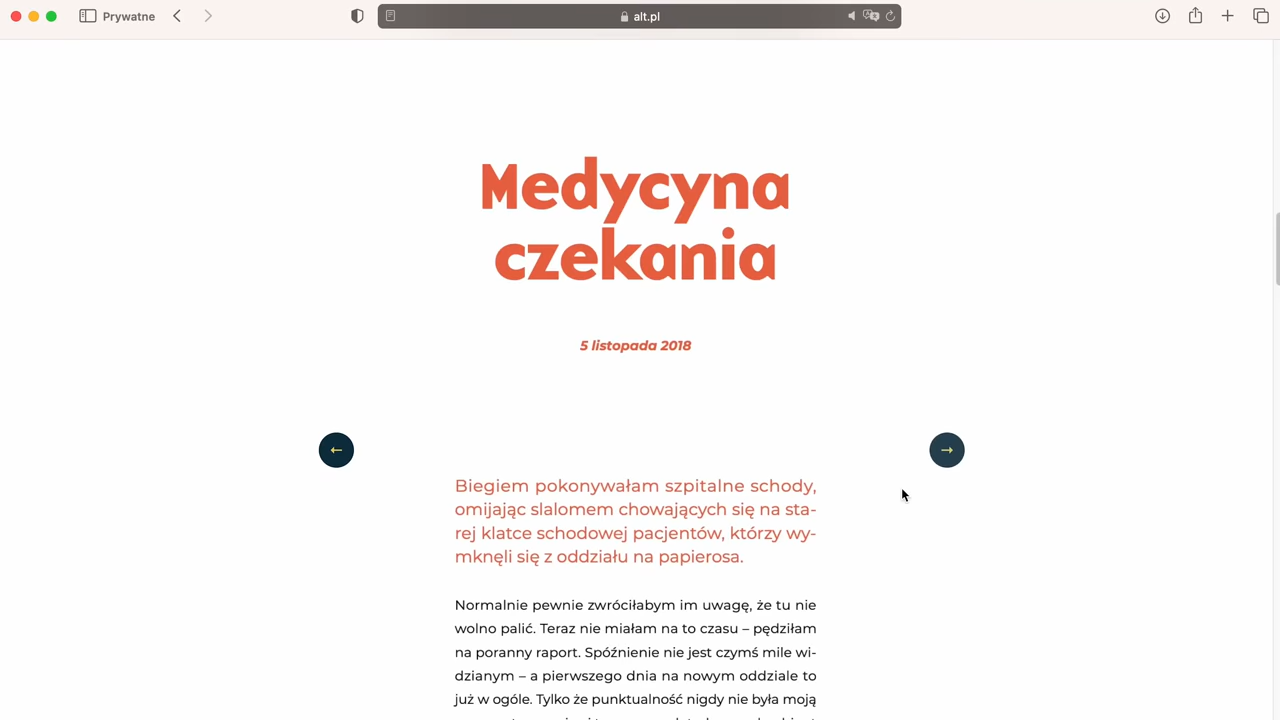 Prywatne
alt.pl
Medycyna
czekania
5 listopada 2018
← →
Biegiem pokonywałam szpitalne schody,
omijając slalomem chowających się na sta-
rej klatce schodowej pacjentów, którzy wy-
mknęli się z oddziału na papierosa.
Normalnie pewnie zwróciłabym im uwagę, że tu nie
wolno palić. Teraz nie miałam na to czasu – pędziłam
na poranny raport. Spóźnienie nie jest czymś mile wi-
dzianym – a pierwszego dnia na nowym oddziale to
już w ogóle. Tylko że punktualność nigdy nie była moją